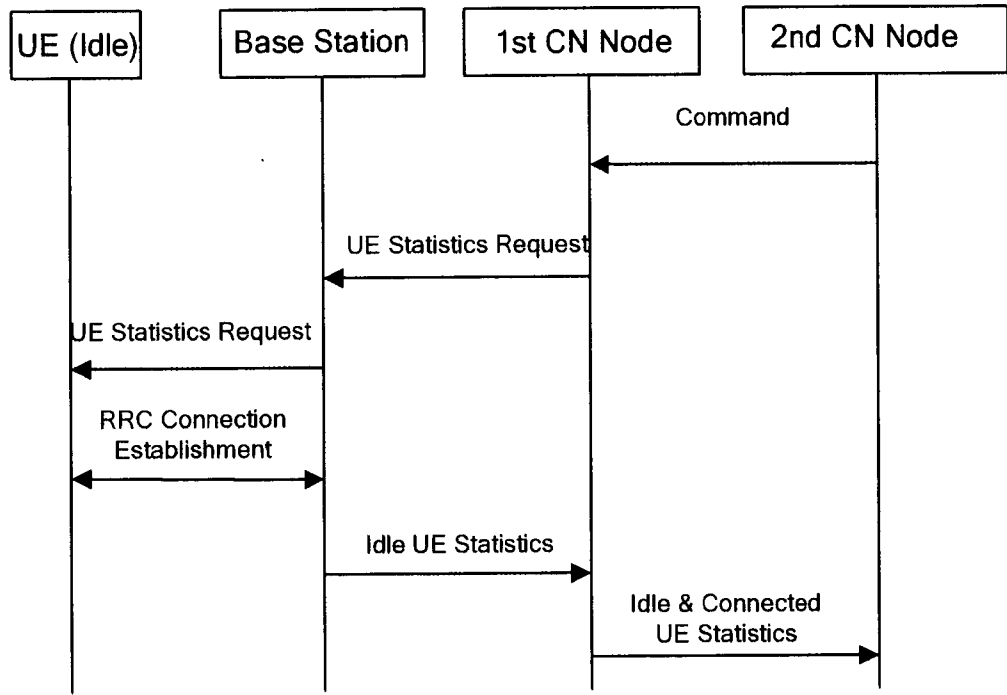 UE (Idle)
Base Station
1st CN Node
2nd CN Node
Command
UE Statistics Request
UE Statistics Request
RRC Connection
Establishment
Idle UE Statistics
Idle & Connected
UE Statistics